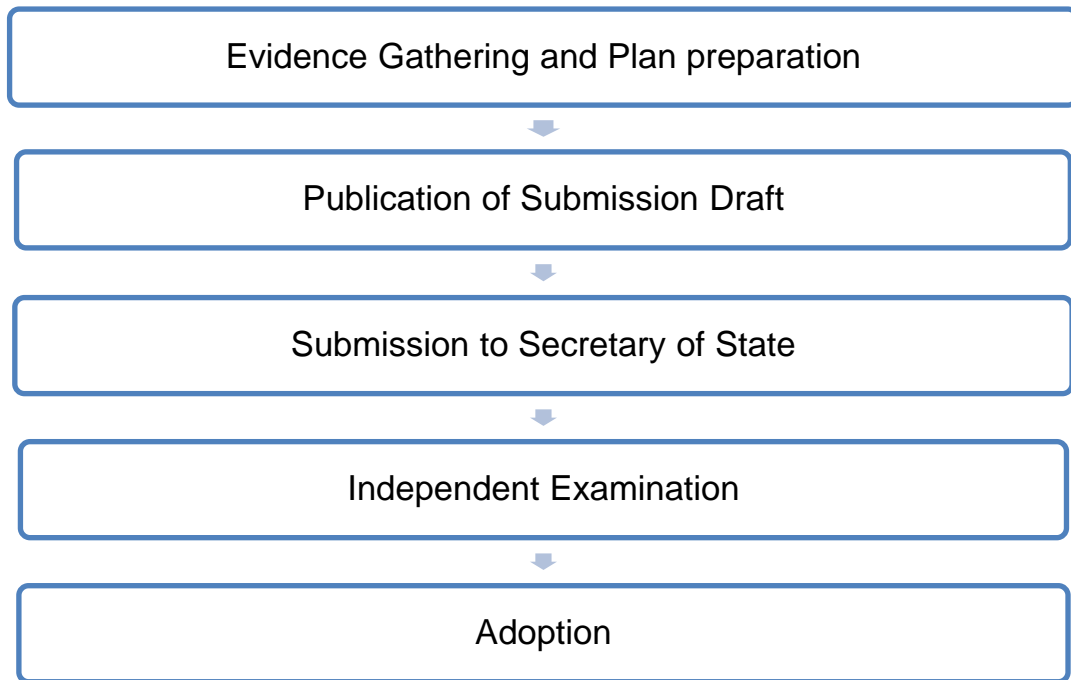 Evidence Gathering and Plan preparation
Publication of Submission Draft
Submission to Secretary of State
Independent Examination
Adoption